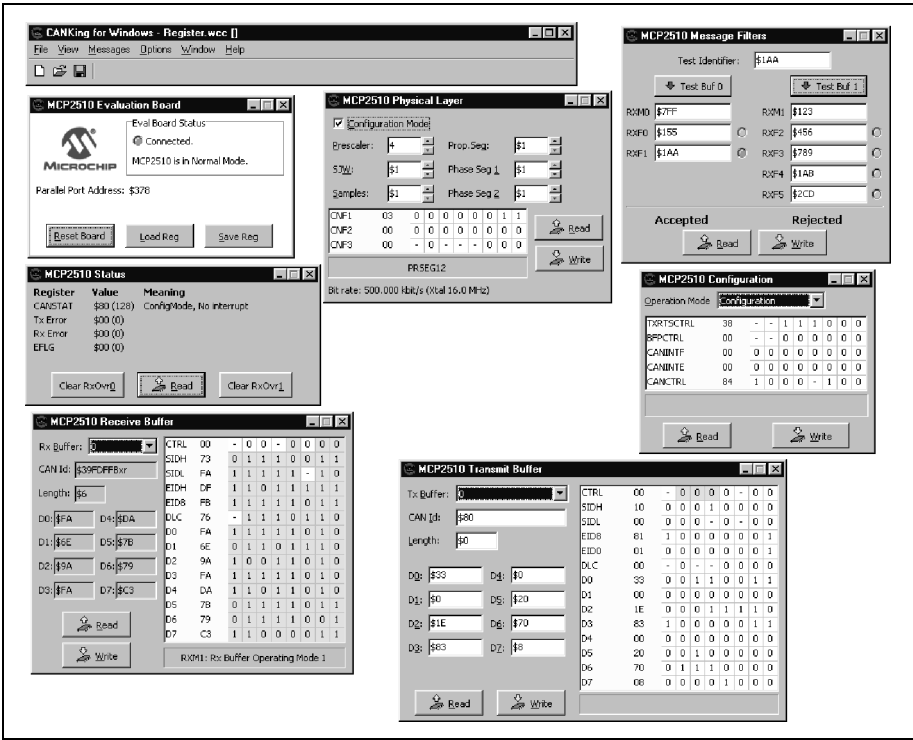 CANKing for Windows - Register.wcc []
File View Messages Options Window Help
MCP2510 Evaluation Board
MICROCHIP
Eval Board Status
Connected.
MCP2510 is in Normal Mode.
Parallel Port Address: $378
Reset Board Load Reg Save Reg
MCP2510 Physical Layer
Configuration Mode
Prescaler: 4 Prop.Seg: $1
SJW: $1 Phase Seg 1 $1
Samples: $1 Phase Seg 2 $1
CNF1 03 0 0 0 0 0 0 1 1
CNF2 00 0 0 0 0 0 0 0 0
CNF3 00 - 0 - - - 0 0 0
Read
Write
PRSEG12
Bit rate: 500.000 kbit/s (Xtal 16.0 MHz)
MCP2510 Message Filters
Test Identifier: $1AA
Test Buf 0 Test Buf 1
RXM0 $7FF RXM1 $123
RXF0 $155 RXF2 $456
RXF1 $1AA RXF3 $789
RXF4 $1AB
RXF5 $2CD
Accepted Rejected
Read Write
MCP2510 Status
Register Value Meaning
CANSTAT $80 (128) ConfigMode, No interrupt
Tx Error $00 (0)
Rx Error $00 (0)
EFLG $00 (0)
Clear RxOvr0 Read Clear RxOvr1
MCP2510 Configuration
Operation Mode Configuration
TXRTSCTRL 38 - - 1 1 1 0 0 0
BFPCTRL 00 - - 0 0 0 0 0 0
CANINTF 00 0 0 0 0 0 0 0 0
CANINTE 00 0 0 0 0 0 0 0 0
CANCTRL 84 1 0 0 0 - 1 0 0
Read Write
MCP2510 Receive Buffer
Rx Buffer: 0
CAN Id: $39FDFFBxr
Length: $6
D0: $FA D4: $DA
D1: $6E D5: $7B
D2: $9A D6: $79
D3: $FA D7: $C3
Read
Write
CTRL 00 - 0 0 - 0 0 0 0
SIDH 73 0 1 1 1 0 0 1 1
SIDL FA 1 1 1 1 1 - 1 0
EIDH DF 1 1 0 1 1 1 1 1
EID8 FB 1 1 1 1 1 0 1 1
DLC 76 - 1 1 1 0 1 1 0
D0 FA 1 1 1 1 1 0 1 0
D1 6E 0 1 1 0 1 1 1 0
D2 9A 1 0 0 1 1 0 1 0
D3 FA 1 1 1 1 1 0 1 0
D4 DA 1 1 0 1 1 0 1 0
D5 7B 0 1 1 1 1 0 1 1
D6 79 0 1 1 1 1 0 0 1
D7 C3 1 1 0 0 0 0 1 1
RXM1: Rx Buffer Operating Mode 1
MCP2510 Transmit Buffer
Tx Buffer: 0
CAN Id: $80
Length: $0
D0: $33 D4: $0
D1: $0 D5: $20
D2: $1E D6: $70
D3: $83 D7: $8
Read Write
CTRL 00 - 0 0 0 0 - 0 0
SIDH 10 0 0 0 1 0 0 0 0
SIDL 00 0 0 0 - 0 - 0 0
EID8 81 1 0 0 0 0 0 0 1
EID0 01 0 0 0 0 0 0 0 1
DLC 00 - 0 - - 0 0 0 0
D0 33 0 0 1 1 0 0 1 1
D1 00 0 0 0 0 0 0 0 0
D2 1E 0 0 0 1 1 1 1 0
D3 83 1 0 0 0 0 0 1 1
D4 00 0 0 0 0 0 0 0 0
D5 20 0 0 1 0 0 0 0 0
D6 70 0 1 1 1 0 0 0 0
D7 08 0 0 0 0 1 0 0 0